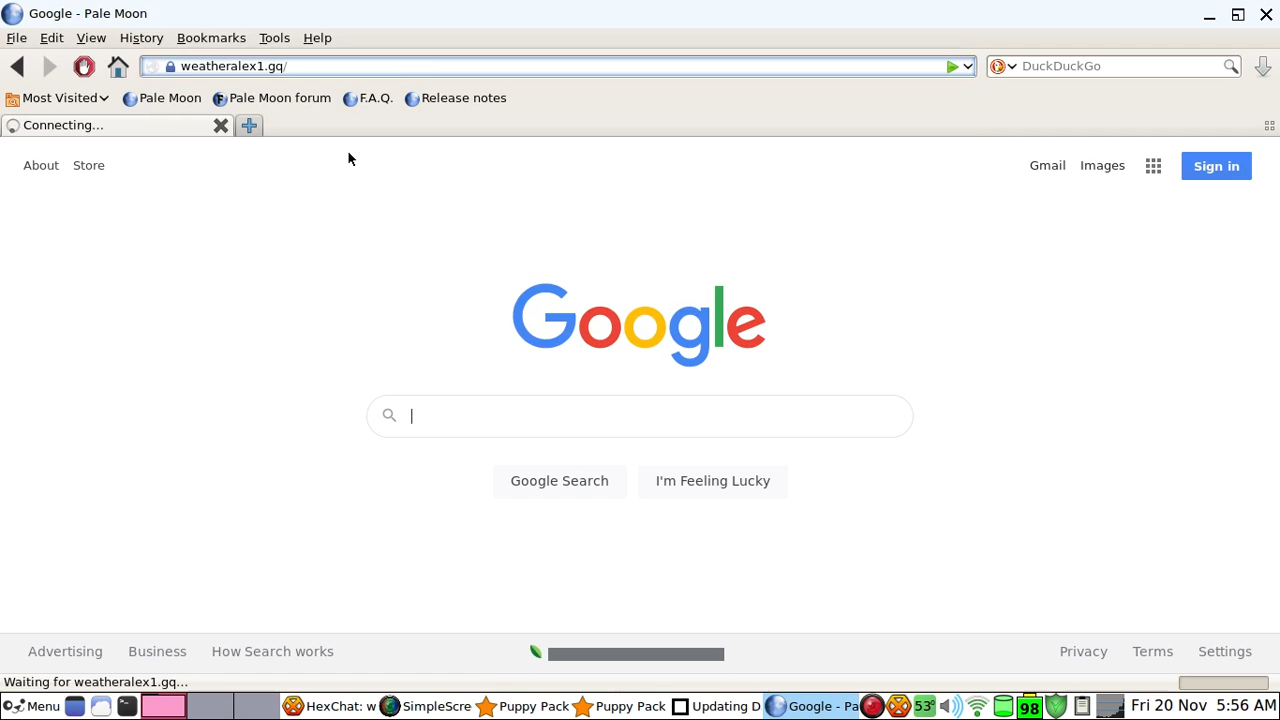 Google - Pale Moon
File Edit View History Bookmarks Tools Help
weatheralex1.gq/ DuckDuckGo
Most Visited Pale Moon Pale Moon forum F.A.Q. Release notes
Connecting...
About Store Gmail Images Sign in
Google
Google Search I'm Feeling Lucky
Advertising Business How Search works Privacy Terms Settings
Waiting for weatheralex1.gq...
Menu HexChat: w SimpleScre Puppy Pack Puppy Pack Updating D Google - Pa 53° 98 Fri 20 Nov 5:56 AM